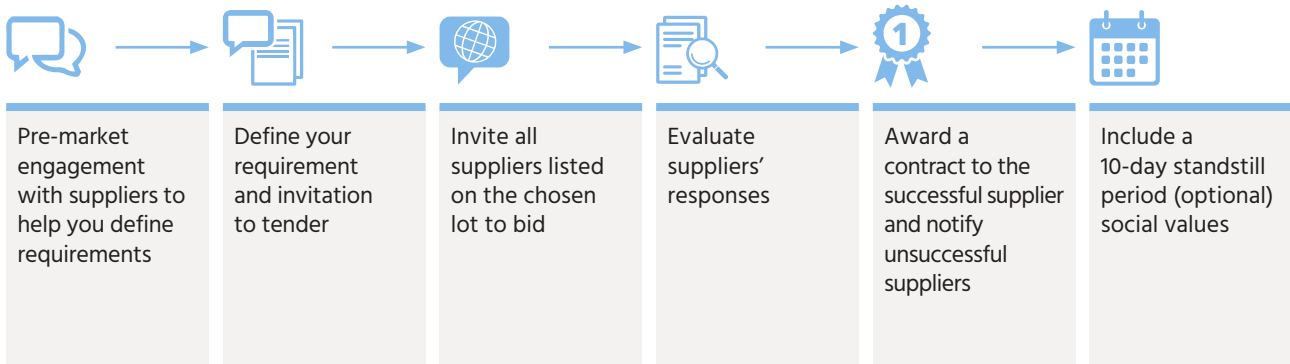 1
Pre-market
engagement
with suppliers to
help you define
requirements
Define your
requirement
and invitation
to tender
Invite all
suppliers listed
on the chosen
lot to bid
Evaluate
suppliers’
responses
Award a
contract to the
successful supplier
and notify
unsuccessful
suppliers
Include a
10-day standstill
period (optional)
social values